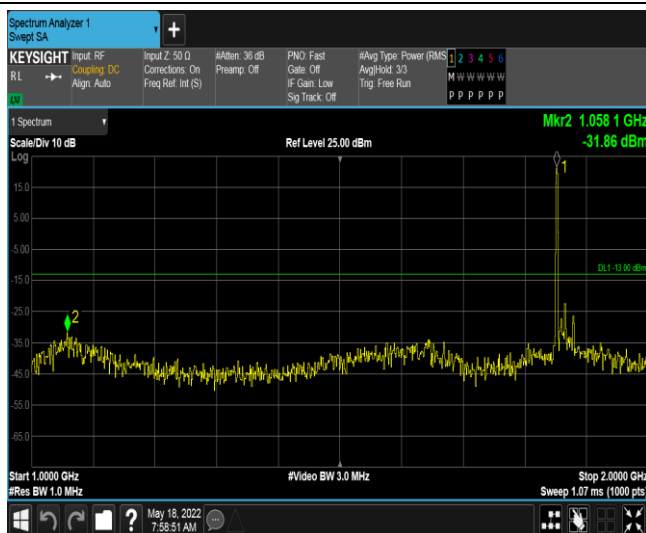 Spectrum Analyzer 1
Swept SA
+
KEYSIGHT Input: RF Input Z: 50 Ω #Atten: 36 dB PNO: Fast #Avg Type: Power (RMS 1 2 3 4 5 6
RL Coupling: DC Corrections: On Preamp: Off Gate: Off Avg|Hold: 3/3 M W W W W W
Align: Auto Freq Ref: Int (S) IF Gain: Low Trig: Free Run
Sig Track: Off P P P P P P
1 Spectrum Mkr2 1.058 1 GHz
Scale/Div 10 dB Ref Level 25.00 dBm -31.86 dBm
Log
1
15.0
5.00
-5.00
DL1 -13.00 dBm
-15.0
-25.0
2
-35.0
-45.0
-55.0
-65.0
Start 1.0000 GHz #Video BW 3.0 MHz Stop 2.0000 GHz
#Res BW 1.0 MHz Sweep 1.07 ms (1000 pts)
? May 18, 2022
7:58:51 AM